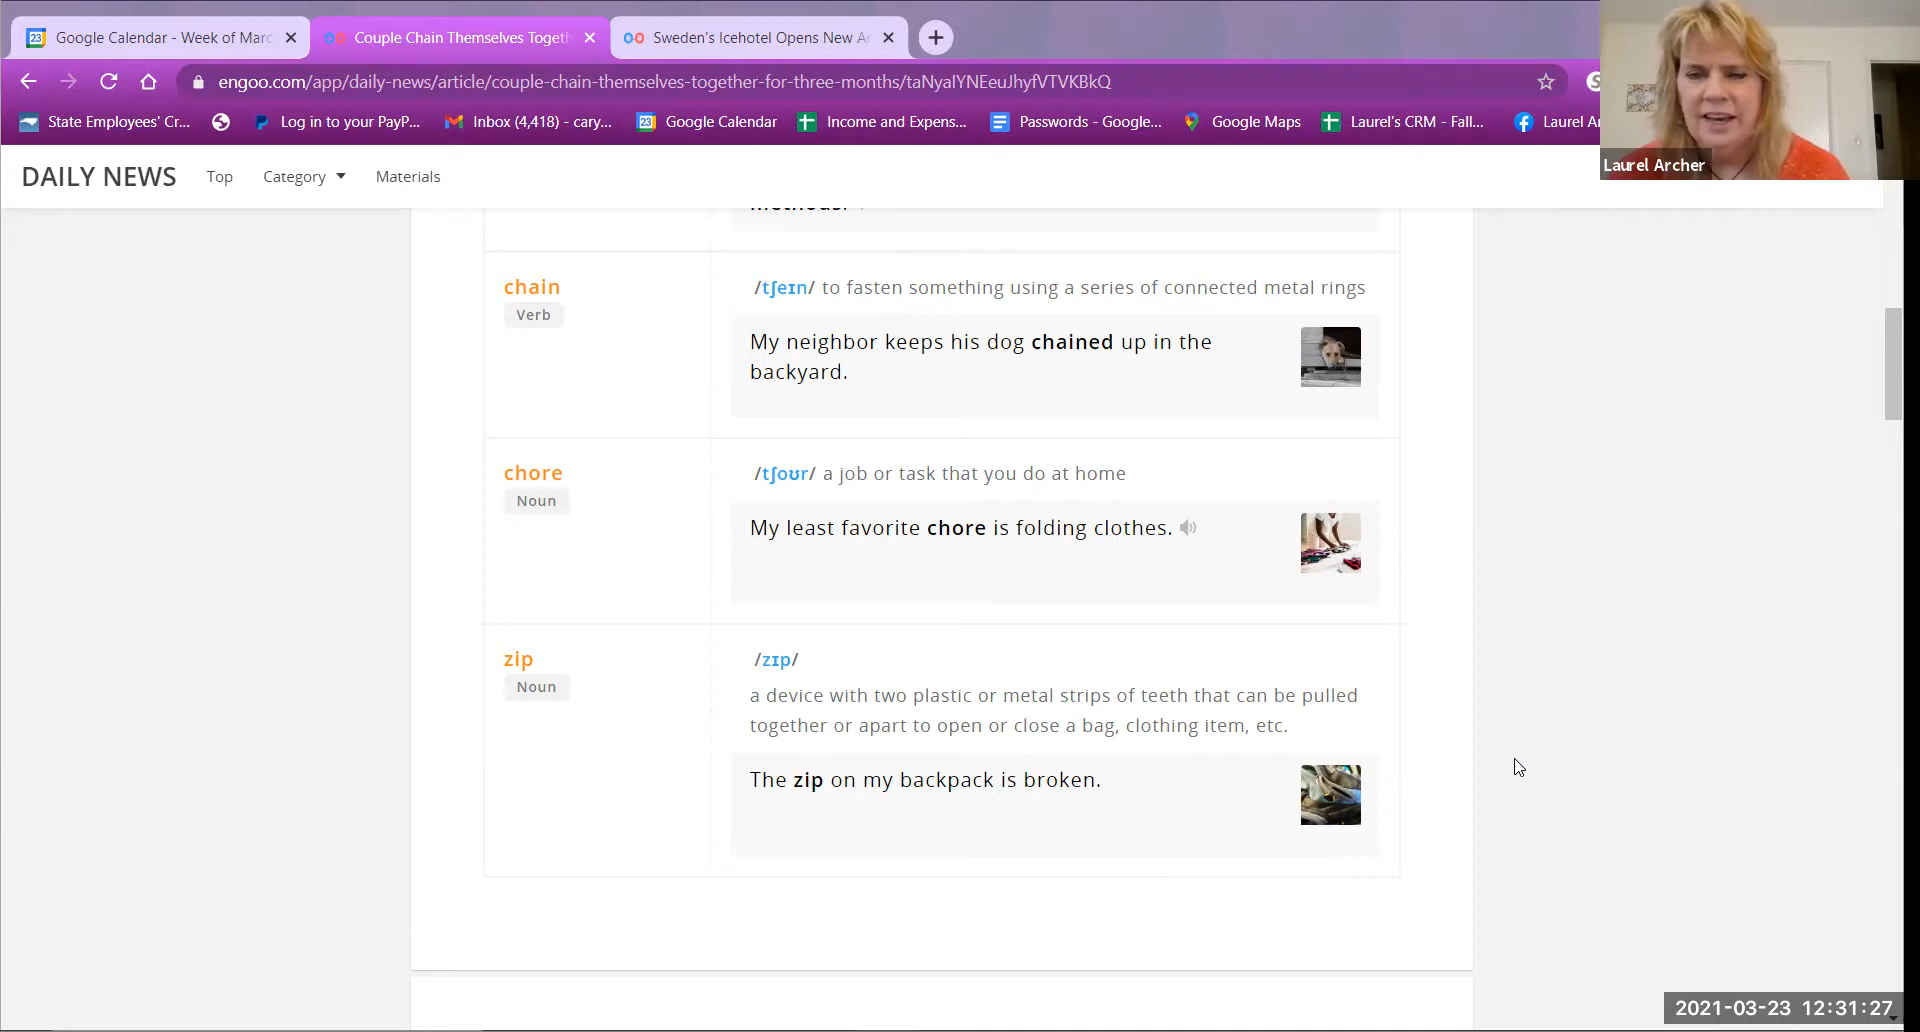 Google Calendar - Week of Marc
Couple Chain Themselves Togeth
Sweden's Icehotel Opens New Ar
engoo.com/app/daily-news/article/couple-chain-themselves-together-for-three-months/taNyaIYNEeuJhyfVTVKBkQ
State Employees' Cr...
Log in to your PayP...
Inbox (4,418) - cary...
Google Calendar
Income and Expens...
Passwords - Google...
Google Maps
Laurel's CRM - Fall...
Laurel Ar
Laurel Archer
DAILY NEWS
Top
Category
Materials
methods.
chain
Verb
/tʃeɪn/ to fasten something using a series of connected metal rings
My neighbor keeps his dog chained up in the
backyard.
chore
Noun
/tʃoʊr/ a job or task that you do at home
My least favorite chore is folding clothes.
zip
Noun
/zɪp/
a device with two plastic or metal strips of teeth that can be pulled
together or apart to open or close a bag, clothing item, etc.
The zip on my backpack is broken.
2021-03-23 12:31:27